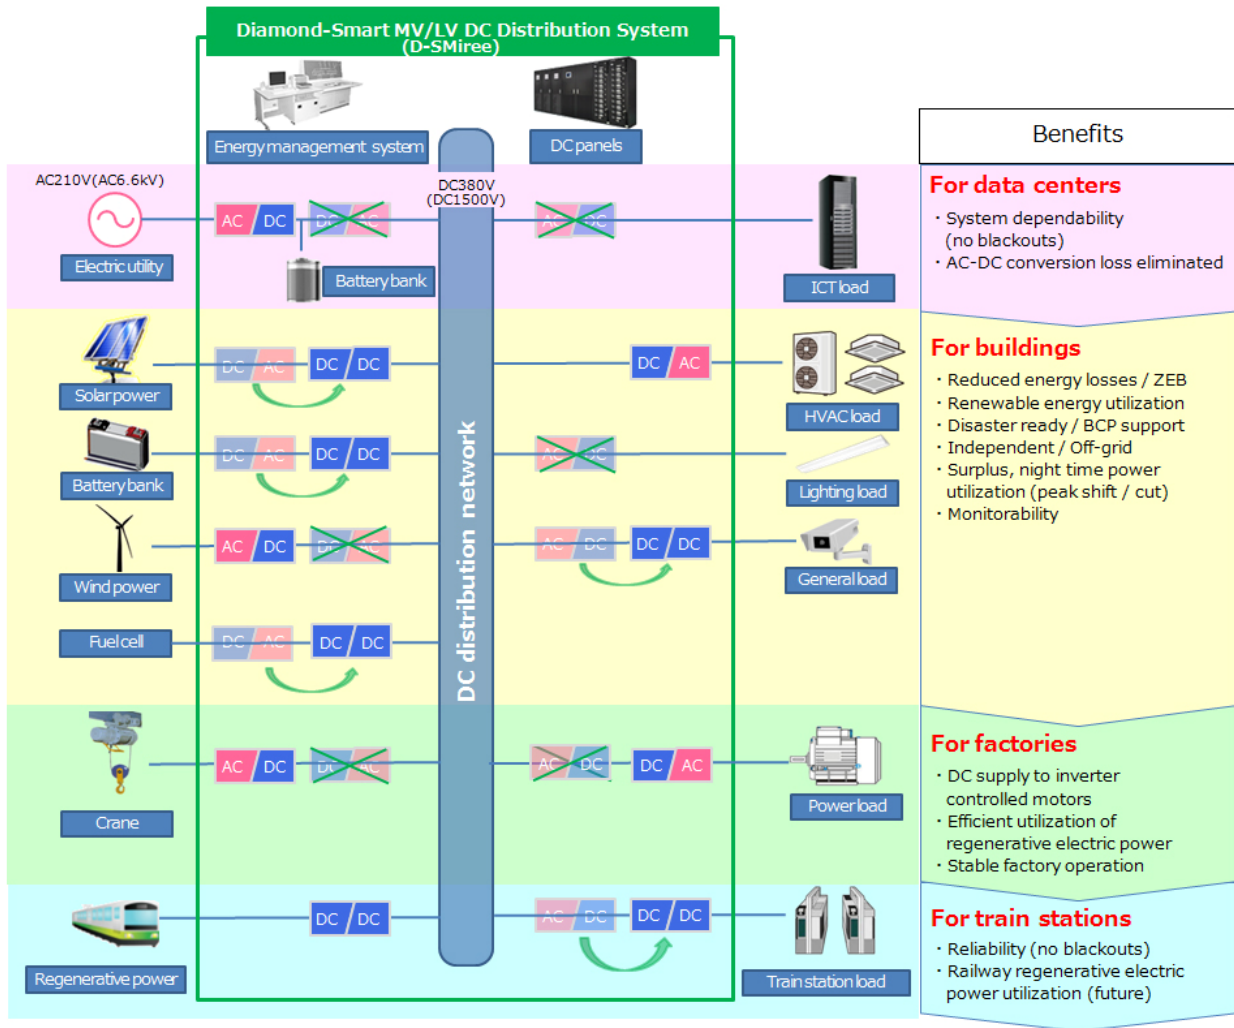 Diamond-Smart MV/LV DC Distribution System
(D-SMiree)
Energy management system
DC panels
Benefits
AC210V(AC6.6kV)
DC380V
(DC1500V)
AC DC
DC AC
AC DC
Electric utility
Battery bank
ICT load
For data centers
・System dependability
(no blackouts)
・AC-DC conversion loss eliminated
DC AC
DC DC
DC AC
Solar power
HVAC load
DC AC
DC DC
AC DC
Battery bank
Lighting load
AC DC
DC AC
AC DC
DC DC
Wind power
General load
Fuel cell
DC AC
DC DC
DC distribution network
For buildings
・Reduced energy losses / ZEB
・Renewable energy utilization
・Disaster ready / BCP support
・Independent / Off-grid
・Surplus, night time power
utilization (peak shift / cut)
・Monitorability
AC DC
DC AC
AC DC
DC AC
Crane
Power load
For factories
・DC supply to inverter
controlled motors
・Efficient utilization of
regenerative electric power
・Stable factory operation
DC DC
AC DC
DC DC
Regenerative power
Train station load
For train stations
・Reliability (no blackouts)
・Railway regenerative electric
power utilization (future)